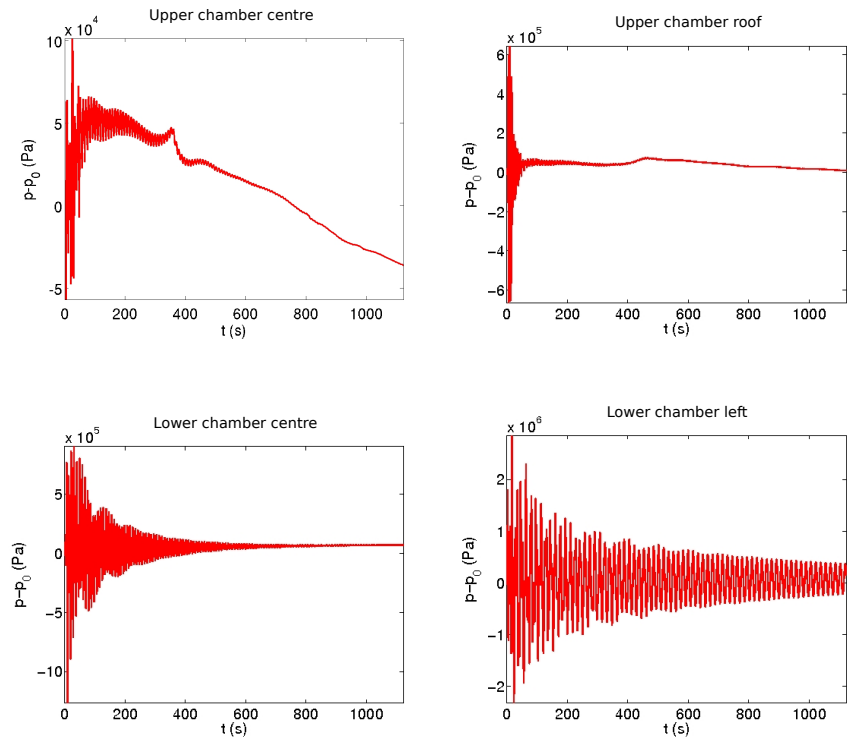 Upper chamber centre
x 10^4
10
5
0
-5
p-p_0 (Pa)
0 200 400 600 800 1000
t (s)
Upper chamber roof
x 10^5
6
4
2
0
−2
−4
−6
p−p_0 (Pa)
0 200 400 600 800 1000
t (s)
Lower chamber centre
x 10^5
5
0
−5
−10
p−p_0 (Pa)
0 200 400 600 800 1000
t (s)
Lower chamber left
x 10^6
2
1
0
−1
−2
p−p_0 (Pa)
0 200 400 600 800 1000
t (s)